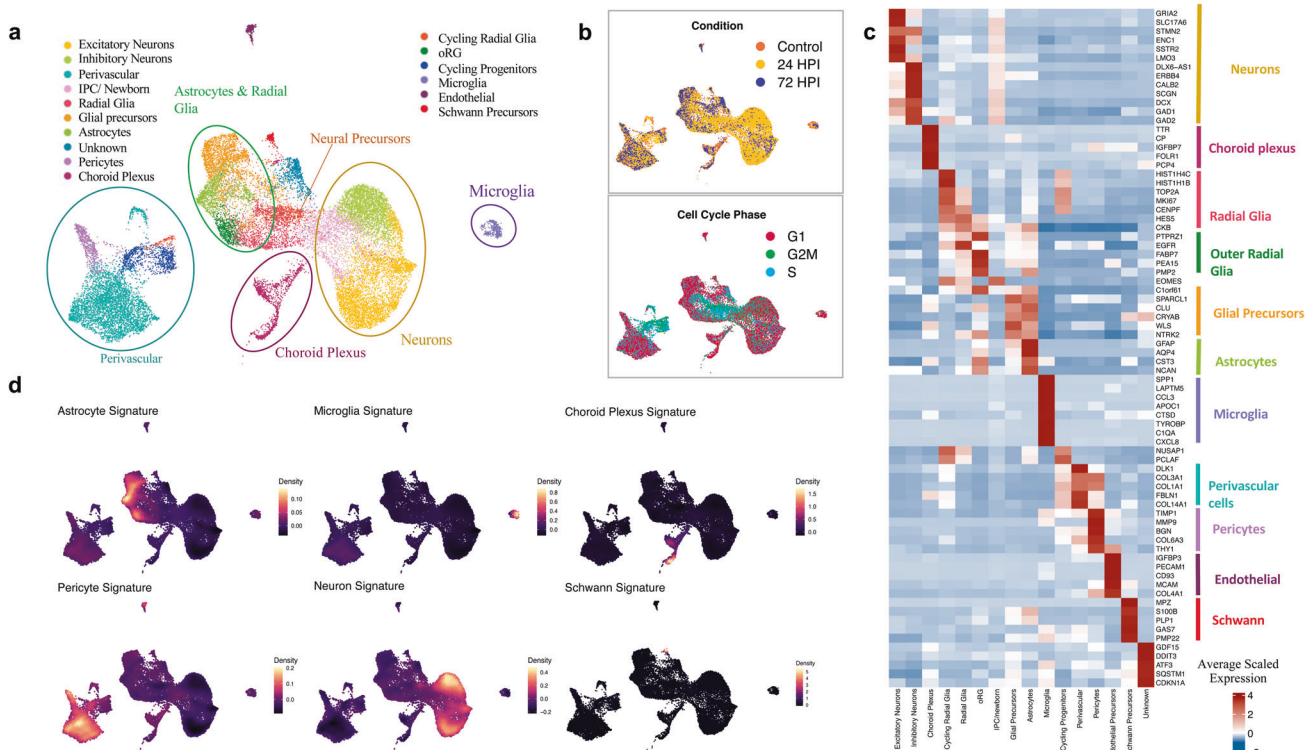 a
Excitatory Neurons
Inhibitory Neurons
Perivascular
IPC/ Newborn
Radial Glia
Glial precursors
Astrocytes
Unknown
Pericytes
Choroid Plexus
Cycling Radial Glia
oRG
Cycling Progenitors
Microglia
Endothelial
Schwann Precursors
Astrocytes & Radial
Glia
Neural Precursors
Microglia
Perivascular
Choroid Plexus
Neurons
b
Condition
Control
24 HPI
72 HPI
Cell Cycle Phase
G1
G2M
S
c
GRIA2
SLC17A6
STMN2
ENC1
SSTR2
LMO3
DLX6-AS1
ERBB4
CALB2
SCGN
DCX
GAD1
GAD2
TTR
CP
IGFBP7
FOLR1
PCP4
HIST1H4C
HIST1H1B
TOP2A
MKI67
CENPF
HES5
CKB
PTPRZ1
EGFR
FABP7
PEA15
PMP2
EOMES
C1orf61
SPARCL1
CLU
CRYAB
WLS
NTRK2
GFAP
AQP4
CST3
NCAN
SPP1
LAPTM5
CCL3
APOC1
CTSD
TYROBP
C1QA
CXCL8
NUSAP1
PCLAF
DLK1
COL3A1
COL1A1
FBLN1
COL14A1
TIMP1
MMP9
BGN
COL6A3
THY1
IGFBP3
PECAM1
CD93
MCAM
COL4A1
MPZ
S100B
PLP1
GAS7
PMP22
GDF15
DDIT3
ATF3
SQSTM1
CDKN1A
Neurons
Choroid plexus
Radial Glia
Outer Radial
Glia
Glial Precursors
Astrocytes
Microglia
Perivascular
cells
Pericytes
Endothelial
Schwann
Average Scaled
Expression
4
2
0
Excitatory Neurons
Inhibitory Neurons
Choroid Plexus
Cycling Radial Glia
Radial Glia
oRG
IPC/newborn
Glial Precursors
Astrocytes
Microglia
Cycling Progenitors
Perivascular
Pericytes
dothelial Precursors
chwann Precursors
Unknown
d
Astrocyte Signature
Density
0.10
0.05
0.00
Microglia Signature
Density
0.8
0.6
0.4
0.2
0.0
Choroid Plexus Signature
Density
1.5
1.0
0.5
0.0
Pericyte Signature
Density
0.2
0.1
0.0
Neuron Signature
Density
0.4
0.2
0.0
−0.2
Schwann Signature
Density
5
4
3
2
1
0